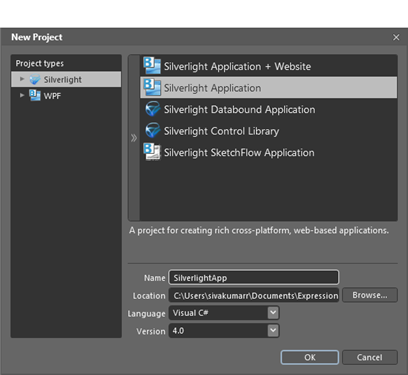 New Project
Project types
Silverlight
WPF
Silverlight Application + Website
Silverlight Application
Silverlight Databound Application
Silverlight Control Library
Silverlight SketchFlow Application
A project for creating rich cross-platform, web-based applications.
Name SilverlightApp
Location C:\Users\sivakumarr\Documents\Expression Browse...
Language Visual C#
Version 4.0
OK Cancel